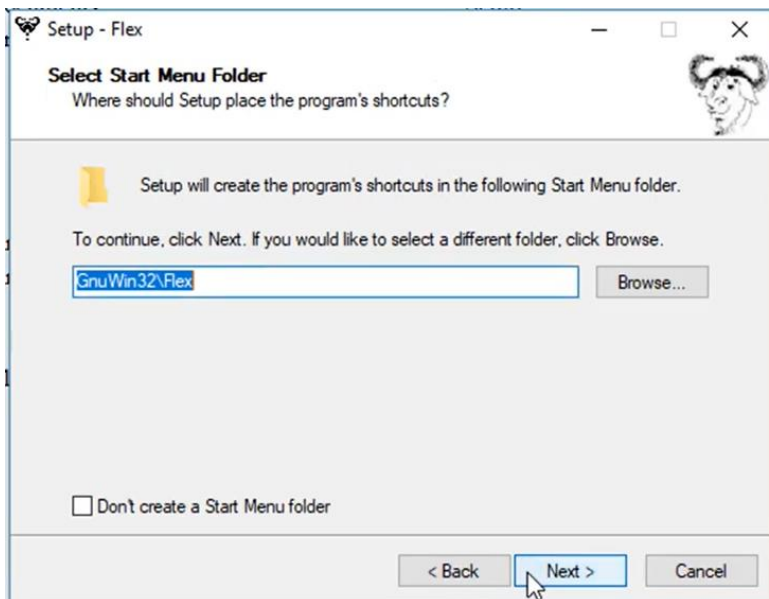 Setup - Flex
Select Start Menu Folder
Where should Setup place the program's shortcuts?
Setup will create the program's shortcuts in the following Start Menu folder.
To continue, click Next. If you would like to select a different folder, click Browse.
GnuWin32\Flex
Browse...
Don't create a Start Menu folder
< Back
Next >
Cancel